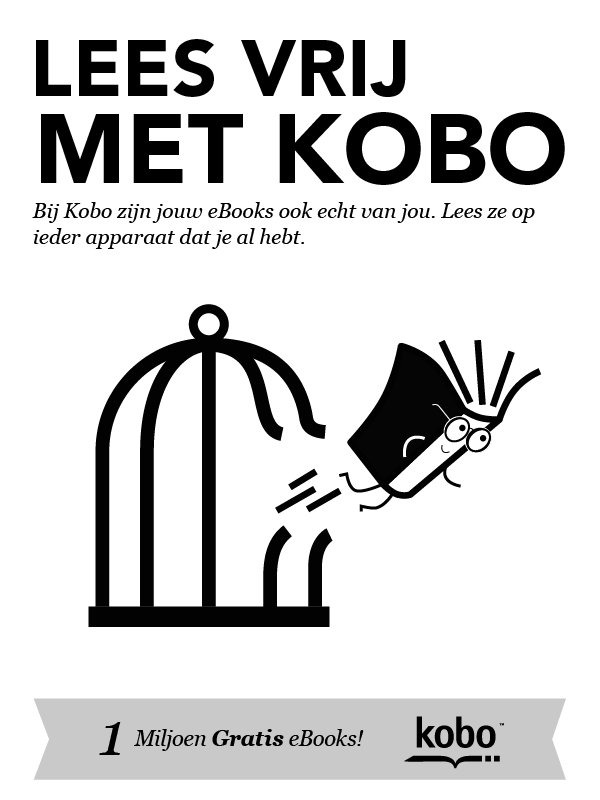 LEES VRIJ
MET KOBO
Bij Kobo zijn jouw eBooks ook echt van jou. Lees ze op
ieder apparaat dat je al hebt.
1 Miljoen Gratis eBooks!
kobo™